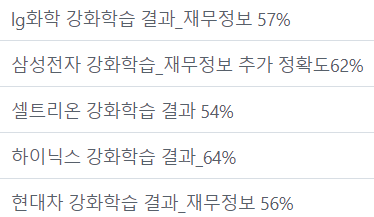 lg화학 강화학습 결과_재무정보 57%
삼성전자 강화학습_재무정보 추가 정확도62%
셀트리온 강화학습 결과 54%
하이닉스 강화학습 결과_64%
현대차 강화학습 결과_재무정보 56%